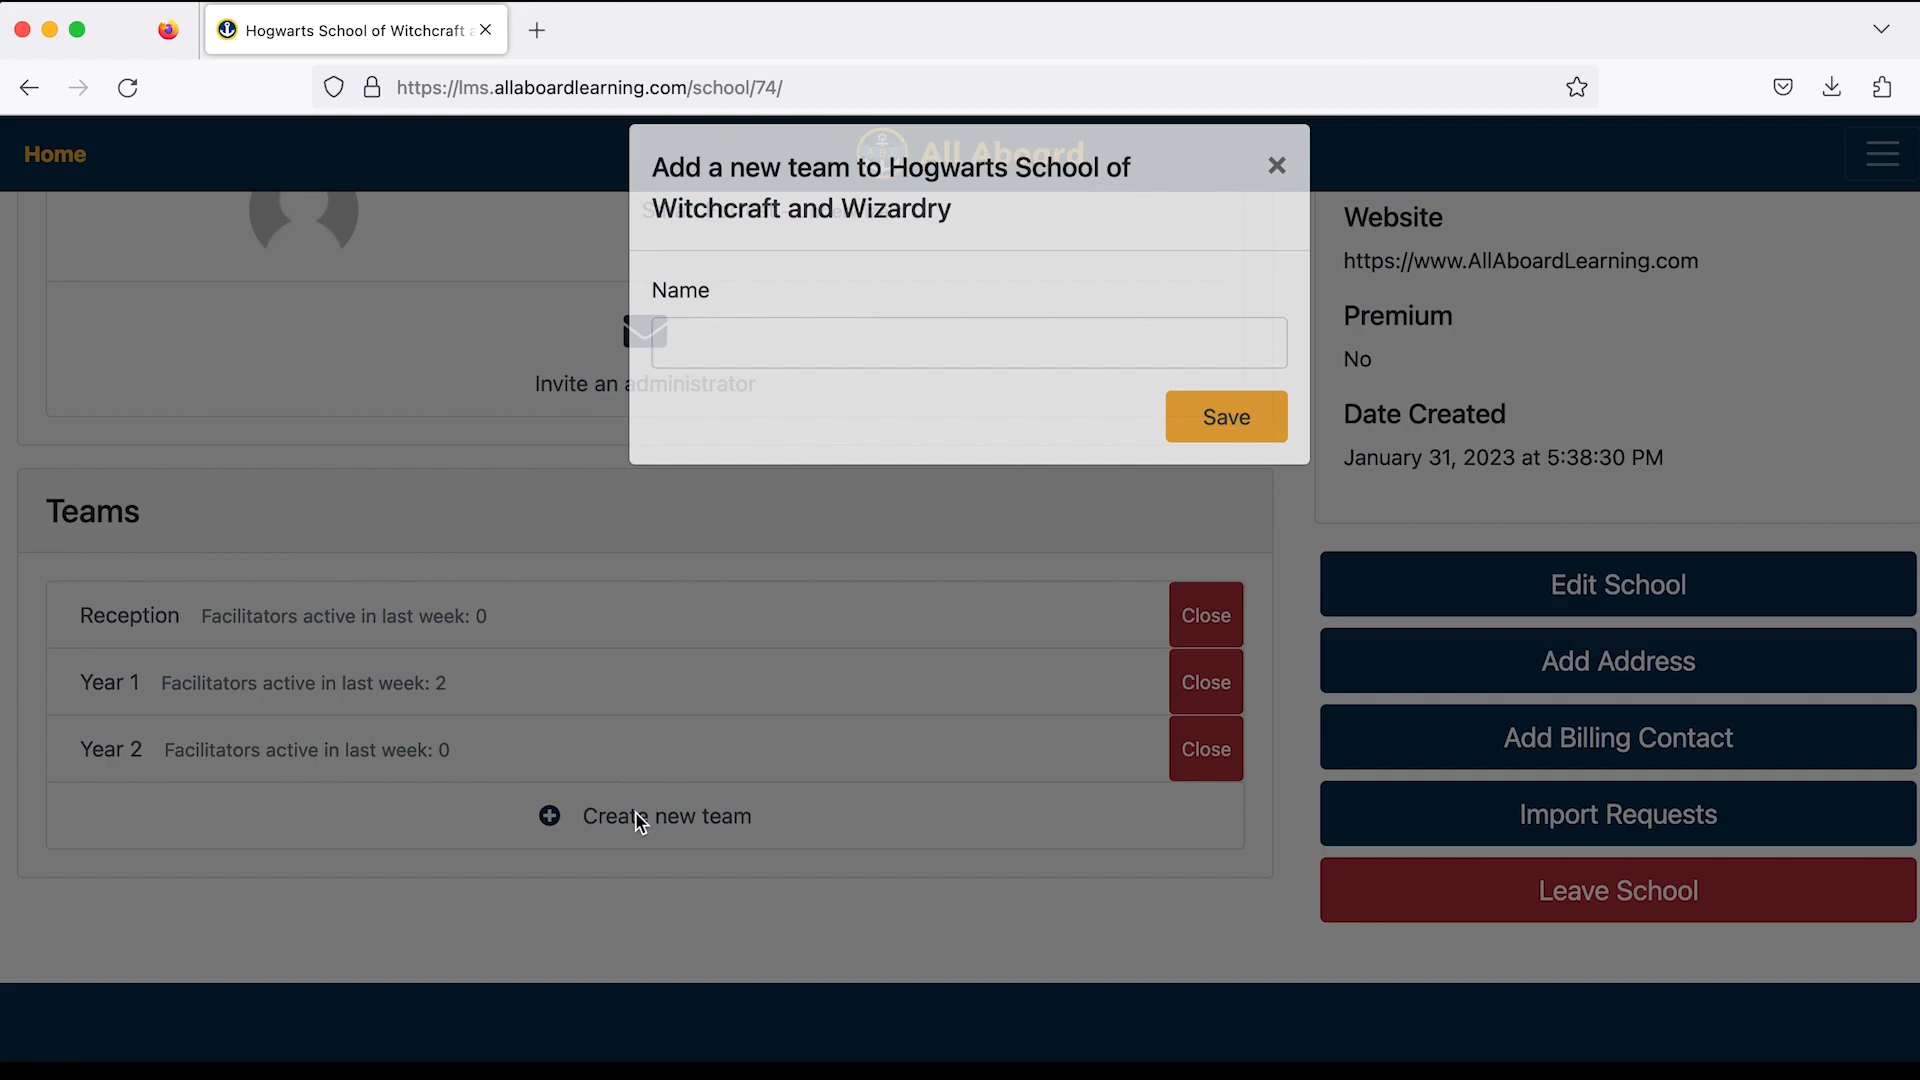 Hogwarts School of Witchcraft
https://lms.allaboardlearning.com/school/74/
Home
All Aboard
Add a new team to Hogwarts School of
Witchcraft and Wizardry
Name
Save
Invite an administrator
Website
https://www.AllAboardLearning.com
Premium
No
Date Created
January 31, 2023 at 5:38:30 PM
Teams
Reception Facilitators active in last week: 0 Close
Year 1 Facilitators active in last week: 2 Close
Year 2 Facilitators active in last week: 0 Close
Create new team
Edit School
Add Address
Add Billing Contact
Import Requests
Leave School